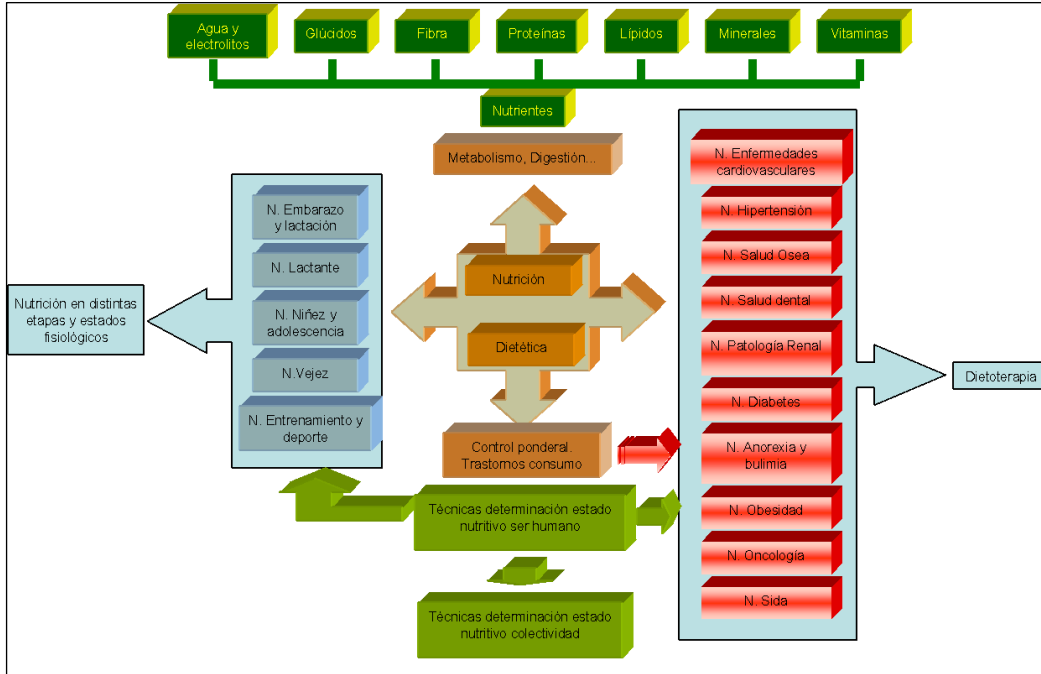 Agua y
electrolitos
Glúcidos
Fibra
Proteínas
Lípidos
Minerales
Vitaminas
Nutrientes
Metabolismo, Digestión...
N. Embarazo
y lactación
N. Lactante
N. Niñez y
adolescencia
N.Vejez
N. Entrenamiento y
deporte
Nutrición en distintas
etapas y estados
fisiológicos
Nutrición
Dietética
Control ponderal.
Trastornos consumo
Técnicas determinación estado
nutritivo ser humano
Técnicas determinación estado
nutritivo colectividad
N. Enfermedades
cardiovasculares
N. Hipertensión
N. Salud Osea
N. Salud dental
N. Patología Renal
N. Diabetes
N. Anorexia y
bulimia
N. Obesidad
N. Oncología
N. Sida
Dietoterapia